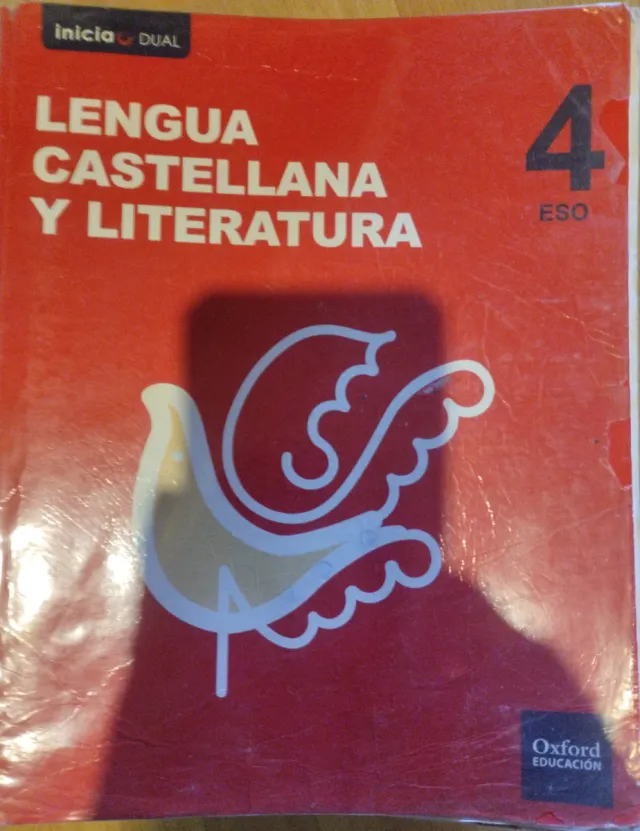 inicia DUAL
LENGUA
CASTELLANA
Y LITERATURA
4
ESO
Oxford
EDUCACIÓN